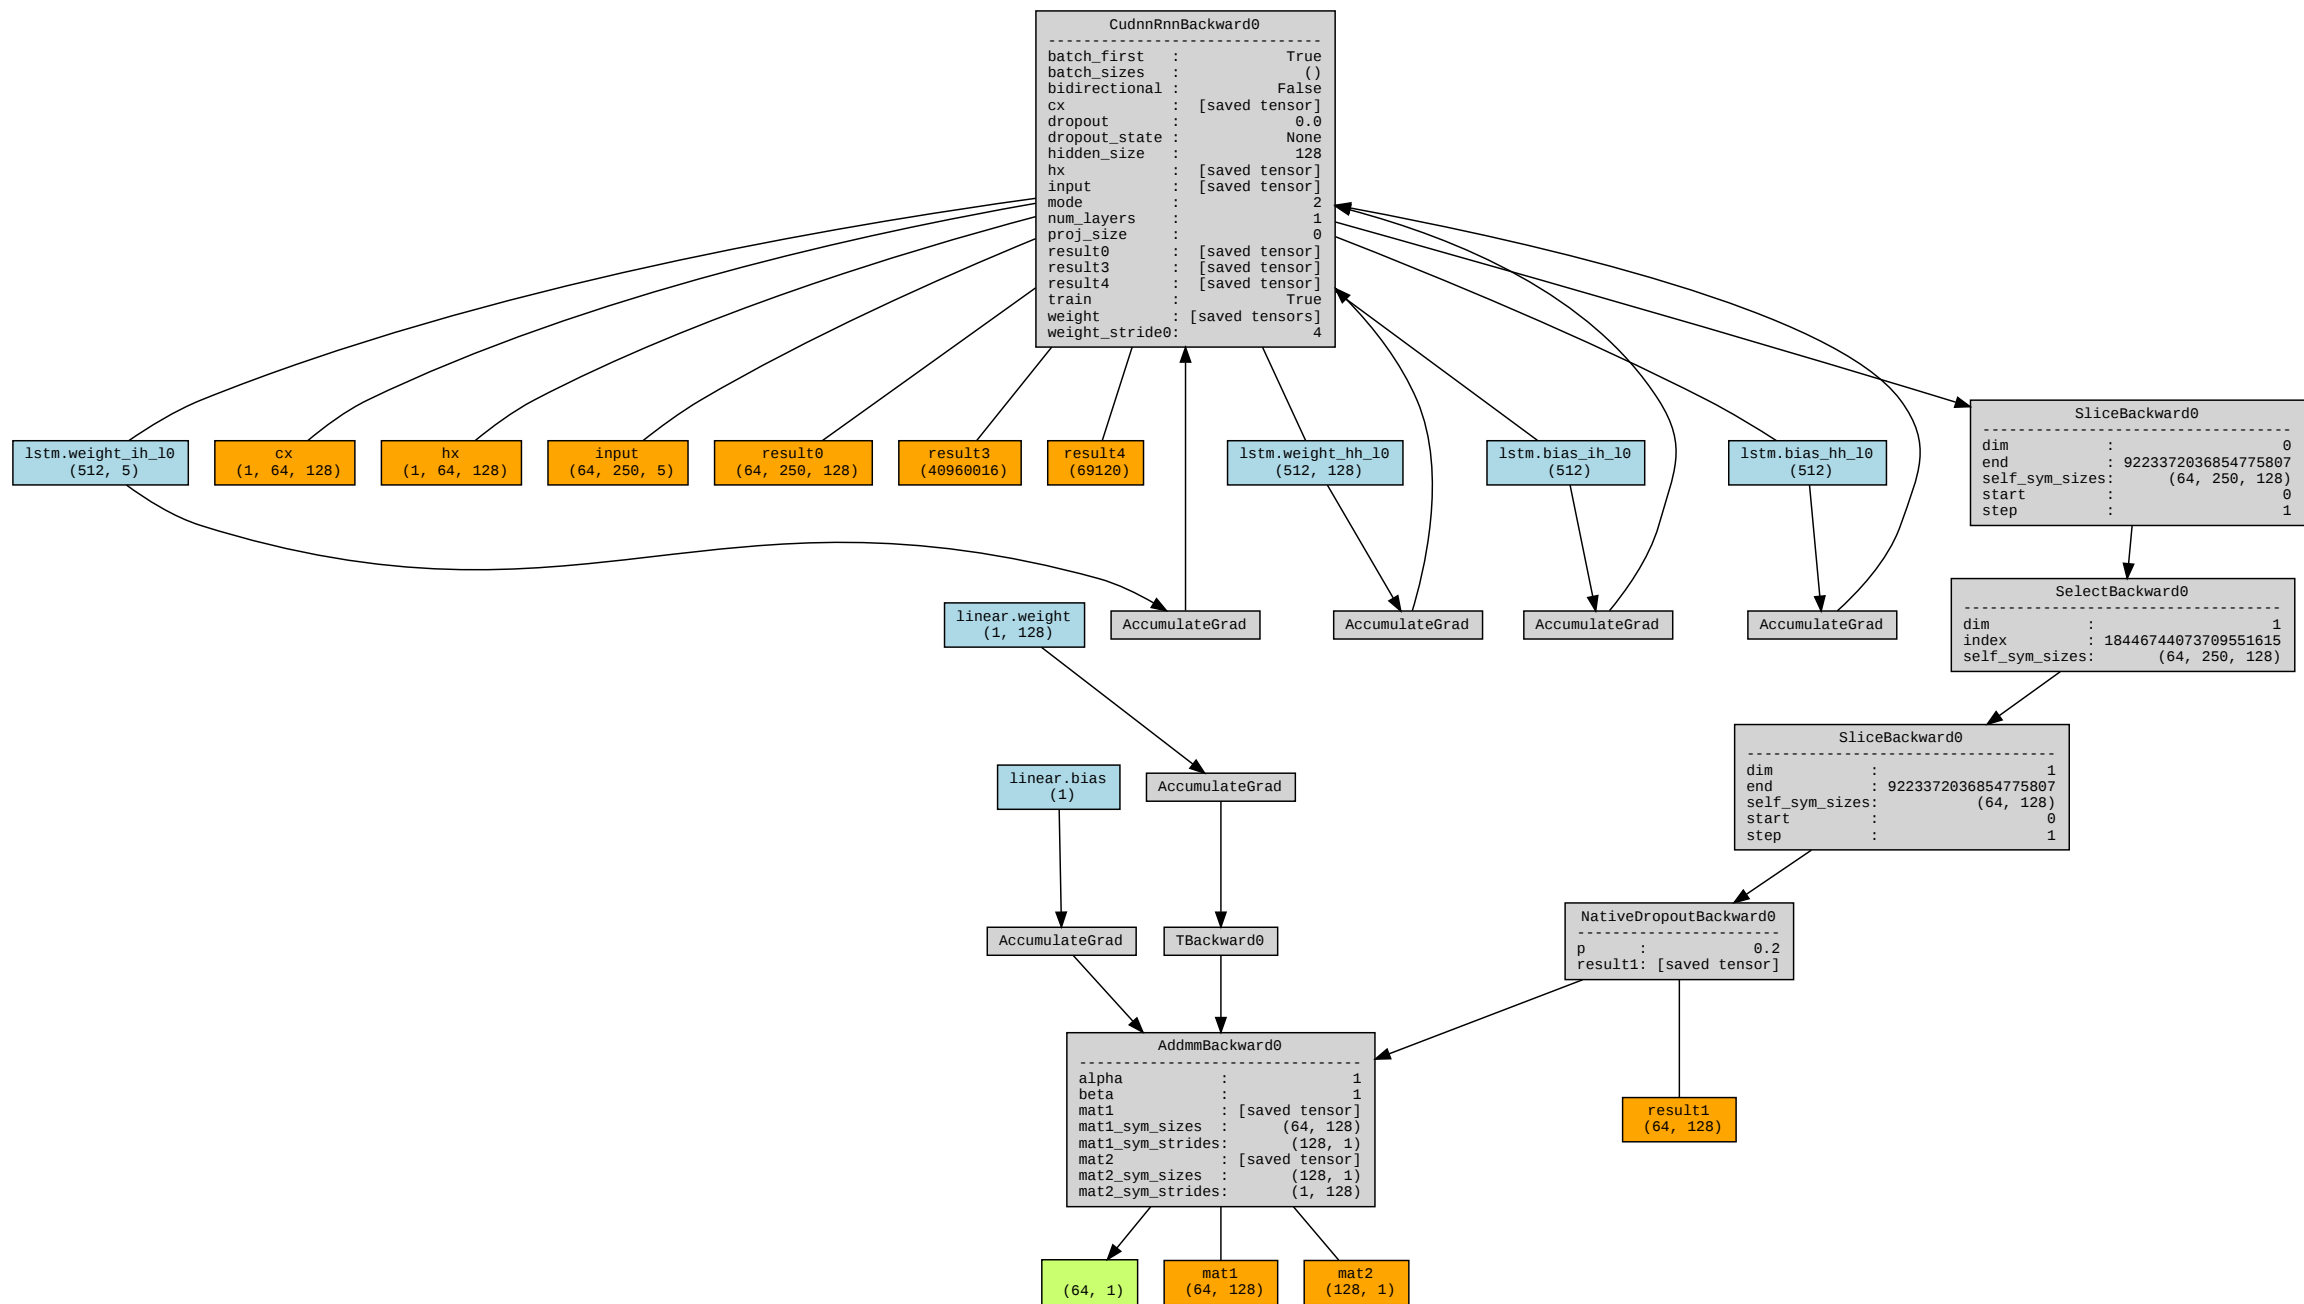 CudnnRnnBackward0
-------------------------------
batch_first   :            True
batch_sizes   :              ()
bidirectional :           False
cx            :  [saved tensor]
dropout       :             0.0
dropout_state :            None
hidden_size   :             128
hx            :  [saved tensor]
input         :  [saved tensor]
mode          :               2
num_layers    :               1
proj_size     :               0
result0       :  [saved tensor]
result3       :  [saved tensor]
result4       :  [saved tensor]
train         :            True
weight        : [saved tensors]
weight_stride0:               4
lstm.weight_ih_l0
(512, 5)
cx
(1, 64, 128)
hx
(1, 64, 128)
input
(64, 250, 5)
result0
(64, 250, 128)
result3
(40960016)
result4
(69120)
lstm.weight_hh_l0
(512, 128)
lstm.bias_ih_l0
(512)
lstm.bias_hh_l0
(512)
SliceBackward0
-----------------------------------
dim           :                   0
end           : 9223372036854775807
self_sym_sizes:      (64, 250, 128)
start         :                   0
step          :                   1
linear.weight
(1, 128)
AccumulateGrad
AccumulateGrad
AccumulateGrad
AccumulateGrad
SelectBackward0
------------------------------------
dim           :                    1
index         : 18446744073709551615
self_sym_sizes:       (64, 250, 128)
SliceBackward0
-----------------------------------
dim           :                   1
end           : 9223372036854775807
self_sym_sizes:           (64, 128)
start         :                   0
step          :                   1
linear.bias
(1)
AccumulateGrad
AccumulateGrad
TBackward0
NativeDropoutBackward0
-----------------------
p      :            0.2
result1: [saved tensor]
AddmmBackward0
--------------------------------
alpha           :              1
beta            :              1
mat1            : [saved tensor]
mat1_sym_sizes  :      (64, 128)
mat1_sym_strides:       (128, 1)
mat2            : [saved tensor]
mat2_sym_sizes  :       (128, 1)
mat2_sym_strides:       (1, 128)
result1
(64, 128)
(64, 1)
mat1
(64, 128)
mat2
(128, 1)